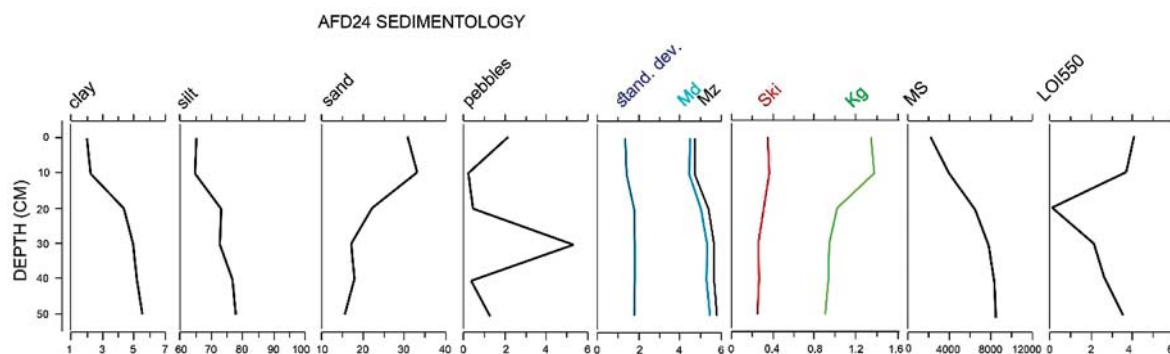 AFD24 SEDIMENTOLOGY
clay silt sand pebbles stand. dev. Md Mz Ski Kg MS LOI550
DEPTH (CM)
0
10
20
30
40
50
1 3 5 7 60 70 80 90 100 10 20 30 40 0 2 4 6 0 2 4 6 0 0.4 0.8 1.2 1.6 0 4000 8000 12000 0 2 4